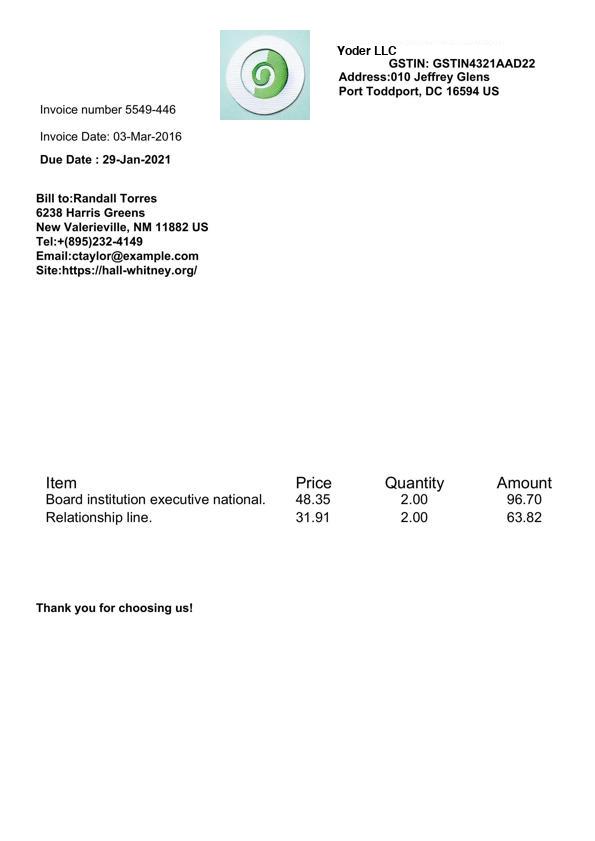 Yoder LLC
GSTIN: GSTIN4321AAD22
Address:010 Jeffrey Glens
Port Toddport, DC 16594 US
Invoice number 5549-446
Invoice Date: 03-Mar-2016
Due Date : 29-Jan-2021
Bill to:Randall Torres
6238 Harris Greens
New Valerieville, NM 11882 US
Tel:+(895)232-4149
Email:ctaylor@example.com
Site:https://hall-whitney.org/
Item Price Quantity Amount
Board institution executive national. 48.35 2.00 96.70
Relationship line. 31.91 2.00 63.82
Thank you for choosing us!